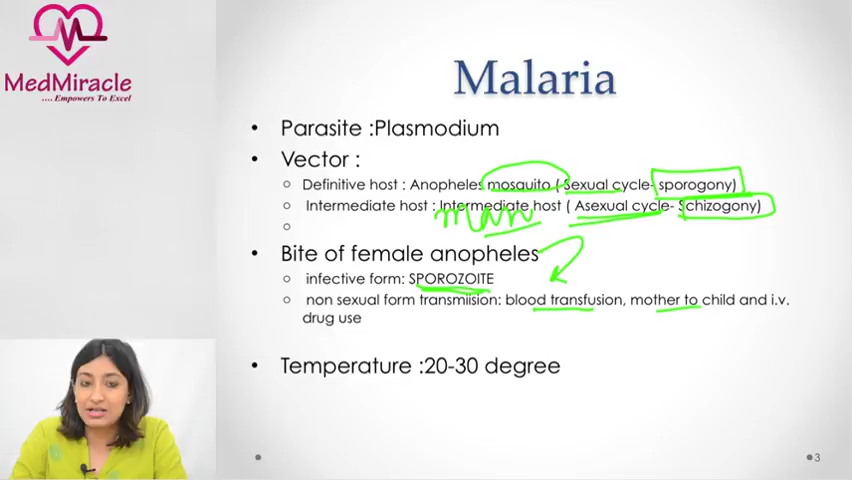 MedMiracle
.... Empowers To Excel
Malaria
• Parasite :Plasmodium
• Vector :
○ Definitive host : Anopheles mosquito ( Sexual cycle- sporogony)
○ Intermediate host : Intermediate host ( Asexual cycle- Schizogony)
man
○
• Bite of female anopheles
○ infective form: SPOROZOITE
○ non sexual form transmiision: blood transfusion, mother to child and i.v.
drug use
• Temperature :20-30 degree
3